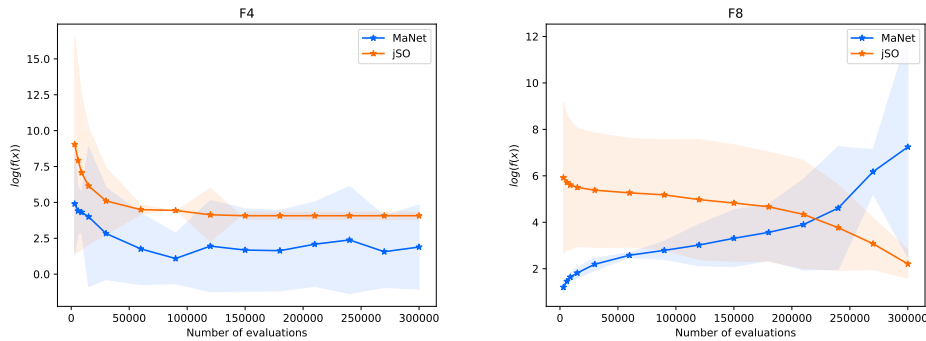 F4
log(f(x))
15.0
12.5
10.0
7.5
5.0
2.5
0.0
0
50000
100000
150000
200000
250000
300000
Number of evaluations
MaNet
jSO
F8
log(f(x))
12
10
8
6
4
2
0
50000
100000
150000
200000
250000
300000
Number of evaluations
MaNet
jSO